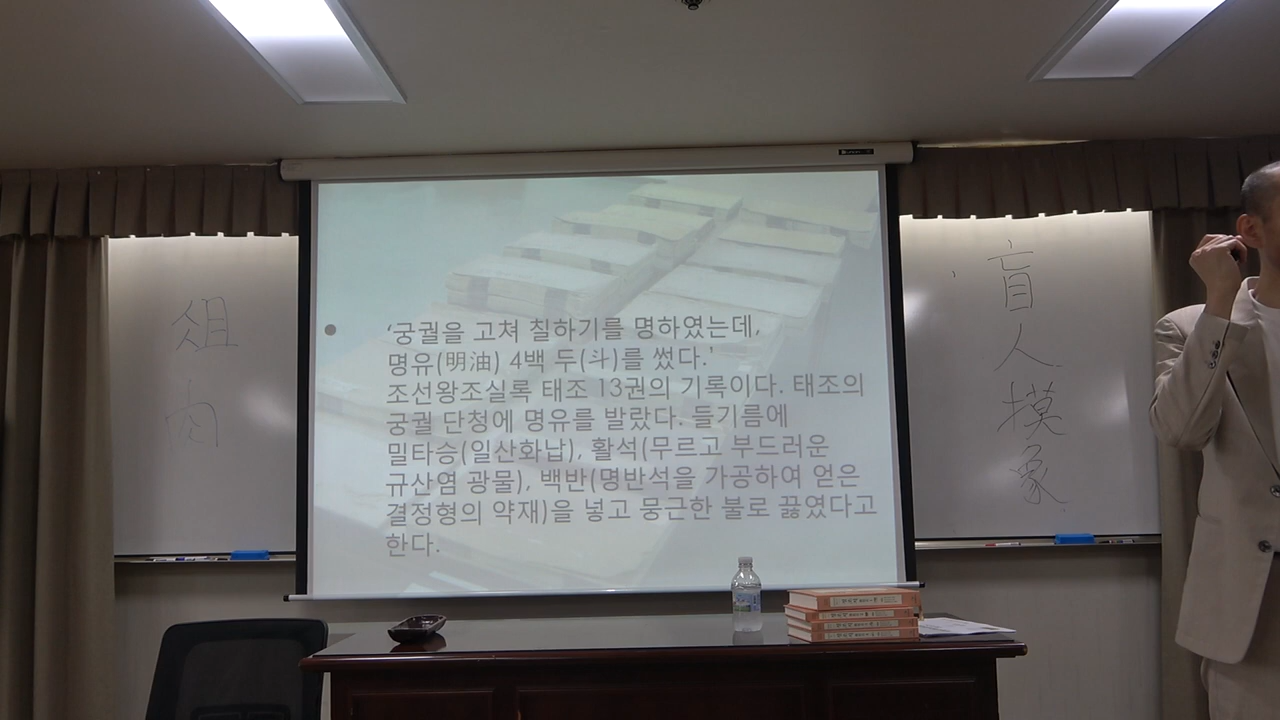 俎
肉
‘궁궐을 고쳐 칠하기를 명하였는데,
명유(明油) 4백 두(斗)를 썼다.’
조선왕조실록 태조 13권의 기록이다. 태조의
궁궐 단청에 명유를 발랐다. 들기름에
밀타승(일산화납), 활석(무르고 부드러운
규산염 광물), 백반(명반석을 가공하여 얻은
결정형의 약재)을 넣고 뭉근한 불로 끓였다고
한다.
盲
人
摸
象